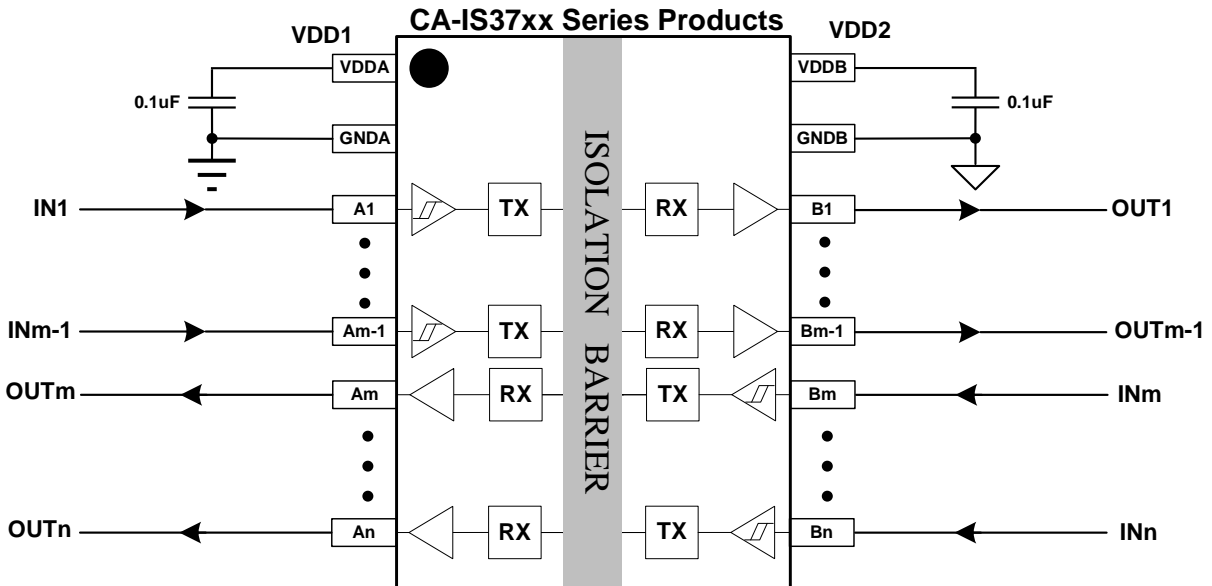 CA-IS37xx Series Products
VDD1
VDD2
VDDA
VDDB
0.1uF
0.1uF
GNDA
GNDB
ISOLATION BARRIER
IN1
A1
TX
RX
B1
OUT1
INm-1
Am-1
TX
RX
Bm-1
OUTm-1
OUTm
Am
RX
TX
Bm
INm
OUTn
An
RX
TX
Bn
INn